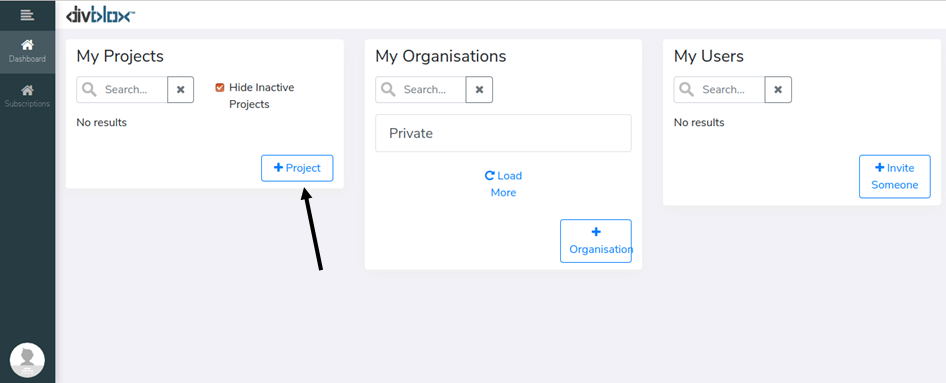 divblox™
Dashboard
Subscriptions
My Projects
Search...
Hide Inactive
Projects
No results
Project
My Organisations
Search...
Private
Load
More
Organisation
My Users
Search...
No results
Invite
Someone